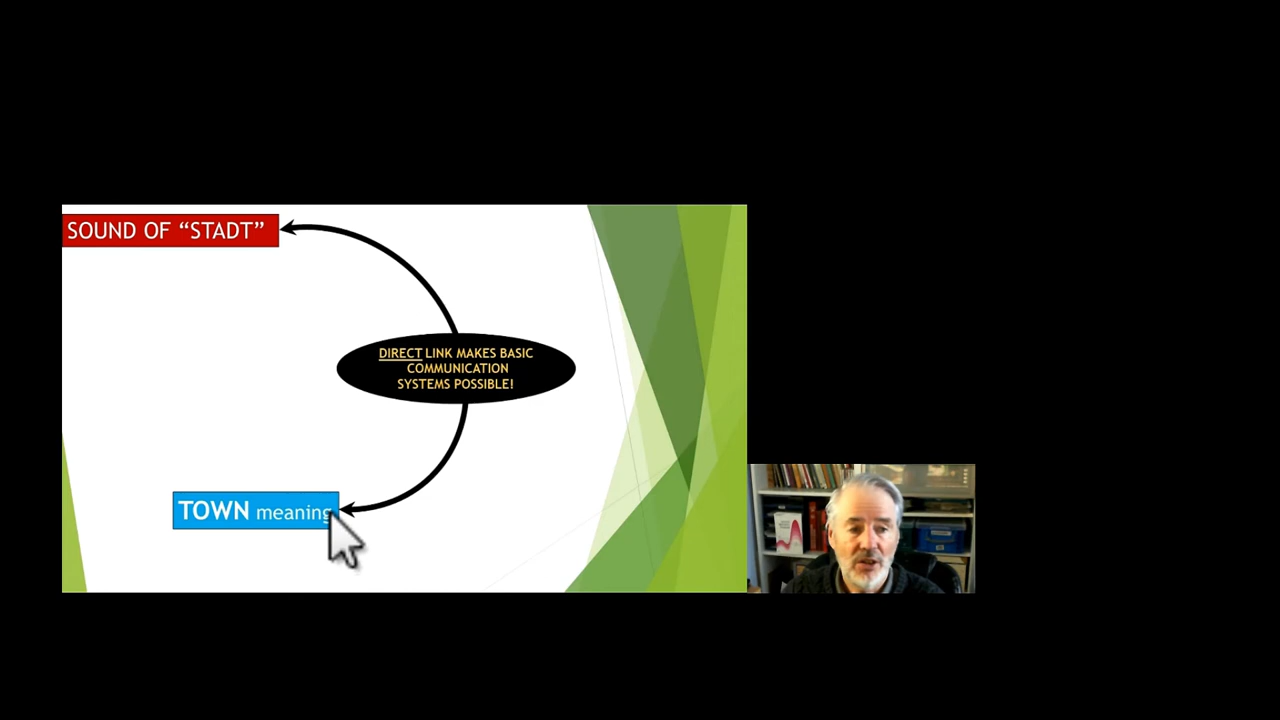 SOUND OF “STADT”
DIRECT LINK MAKES BASIC
COMMUNICATION
SYSTEMS POSSIBLE!
TOWN meaning